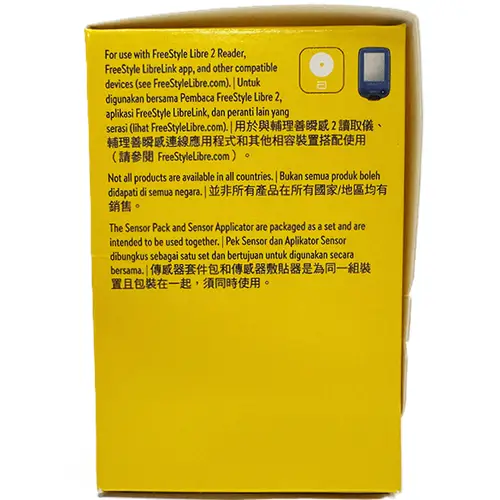 For use with FreeStyle Libre 2 Reader,
FreeStyle LibreLink app, and other compatible
devices (see FreeStyleLibre.com). | Untuk
digunakan bersama Pembaca FreeStyle Libre 2,
aplikasi FreeStyle LibreLink, dan peranti lain yang
serasi (lihat FreeStyleLibre.com). | 用於與輔理善瞬感 2 讀取儀、
輔理善瞬感連線應用程式和其他相容裝置搭配使用
（請參閱 FreeStyleLibre.com）。
Not all products are available in all countries. | Bukan semua produk boleh
didapati di semua negara. | 並非所有產品在所有國家/地區均有
銷售。
The Sensor Pack and Sensor Applicator are packaged as a set and are
intended to be used together. | Pek Sensor dan Aplikator Sensor
dibungkus sebagai satu set dan bertujuan untuk digunakan secara
bersama. | 傳感器套件包和傳感器敷貼器是為同一組裝
置且包裝在一起，須同時使用。